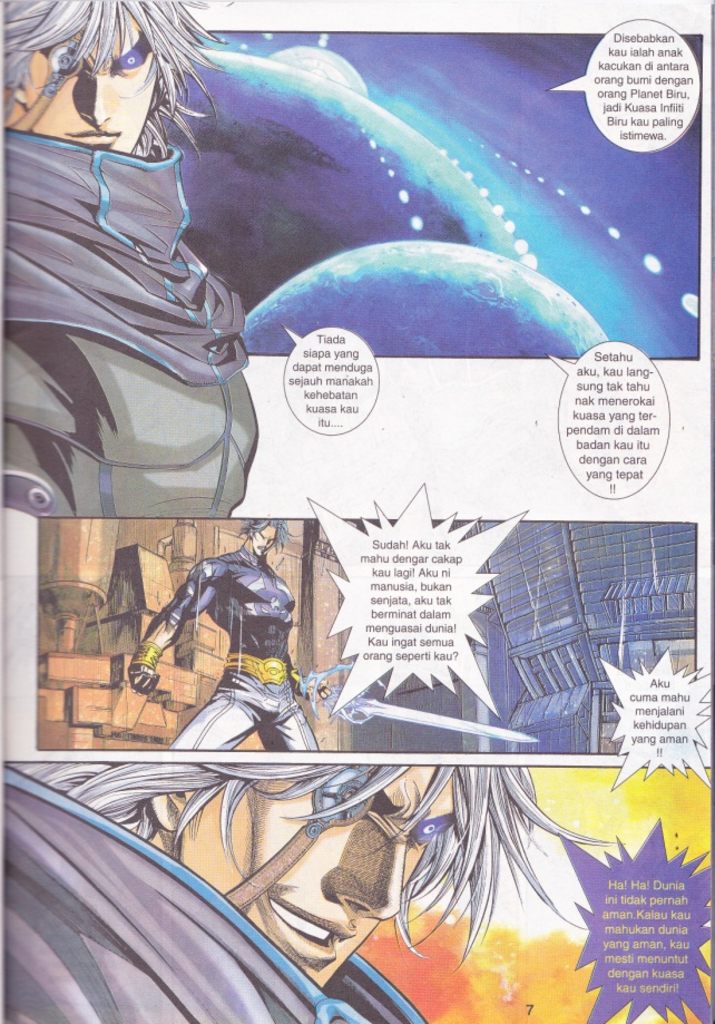 Disebabkan
kau ialah anak
kacukan di antara
orang bumi dengan
orang Planet Biru,
jadi Kuasa Infiiti
Biru kau paling
istimewa.
Tiada
siapa yang
dapat menduga
sejauh manakah
kehebatan
kuasa kau
itu....
Setahu
aku, kau lang-
sung tak tahu
nak menerokai
kuasa yang ter-
pendam di dalam
badan kau itu
dengan cara
yang tepat
!!
Sudah! Aku tak
mahu dengar cakap
kau lagi! Aku ni
manusia, bukan
senjata, aku tak
berminat dalam
menguasai dunia!
Kau ingat semua
orang seperti kau?
Aku
cuma mahu
menjalani
kehidupan
yang aman
!!
Ha! Ha! Dunia
ini tidak pernah
aman.Kalau kau
mahukan dunia
yang aman, kau
mesti menuntut
dengan kuasa
kau sendiri!
7